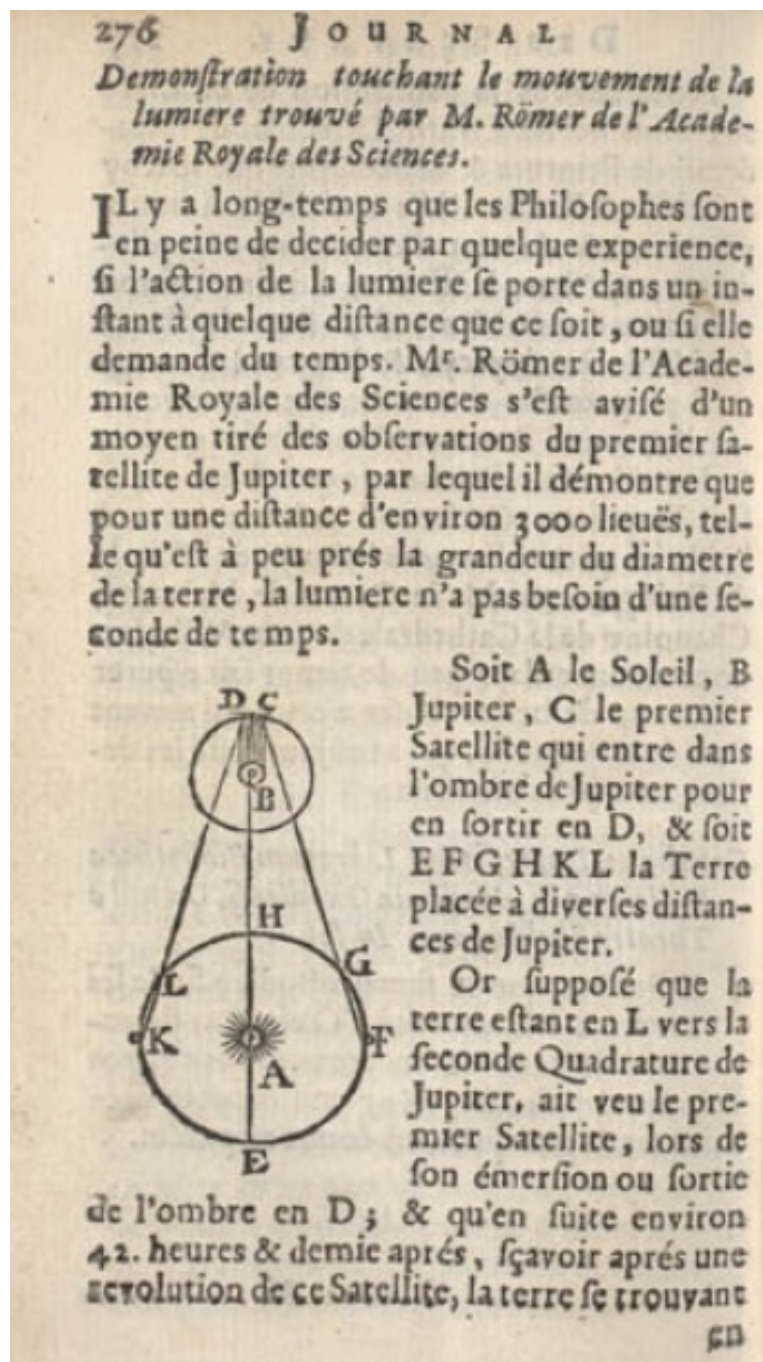 276 JOURNAL
Demonſtration touchant le mouvement de la
lumiere trouvé par M. Römer de l'Acade-
mie Royale des Sciences.
IL y a long-temps que les Philoſophes ſont
en peine de decider par quelque experience,
ſi l'action de la lumiere ſe porte dans un in-
ſtant à quelque diſtance que ce ſoit, ou ſi elle
demande du temps. Mr. Römer de l'Acade-
mie Royale des Sciences s'eſt aviſé d'un
moyen tiré des obſervations du premier ſa-
tellite de Jupiter, par lequel il démontre que
pour une diſtance d'environ 3000 lieuës, tel-
le qu'eſt à peu prés la grandeur du diametre
de la terre, la lumiere n'a pas beſoin d'une ſe-
conde de temps.
Soit A le Soleil, B
Jupiter, C le premier
Satellite qui entre dans
l'ombre de Jupiter pour
en ſortir en D, & ſoit
EFGHKL la Terre
placée à diverſes diſtan-
ces de Jupiter.
Or ſuppoſé que la
terre eſtant en L vers la
ſeconde Quadrature de
Jupiter, ait veu le pre-
mier Satellite, lors de
ſon émerſion ou ſortie
de l'ombre en D; & qu'en ſuite environ
42. heures & demie aprés, ſçavoir aprés une
revolution de ce Satellite, la terre ſe trouvant
en
D C
B
H
G
L
K
F
A
E